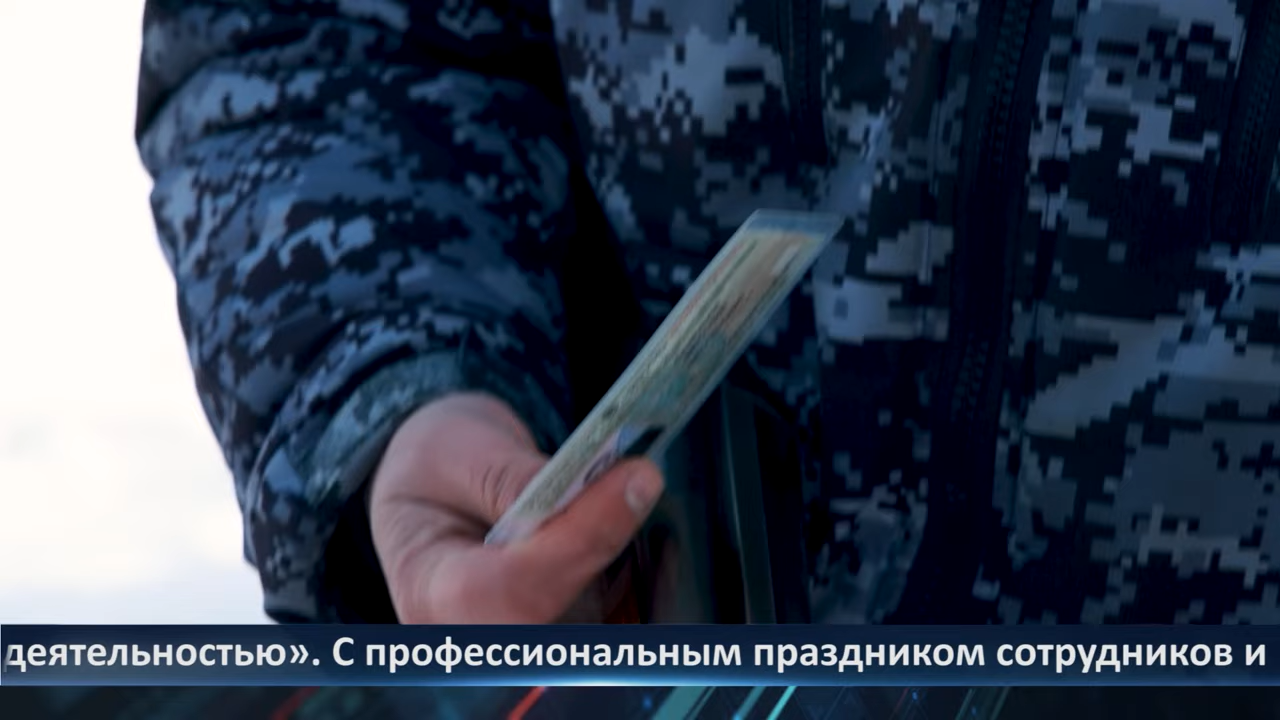 деятельностью». С профессиональным праздником сотрудников и